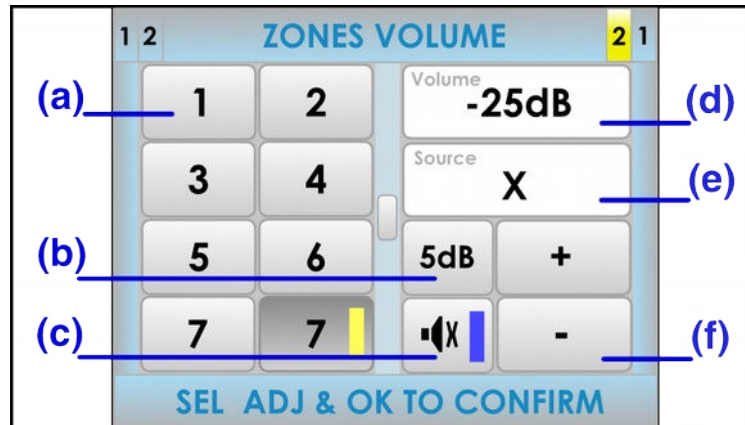 1 2 ZONES VOLUME 2 1
(a) 1 2 Volume -25dB (d)
3 4 Source X (e)
(b) 5 6 5dB +
(c) 7 7 X - (f)
SEL ADJ & OK TO CONFIRM